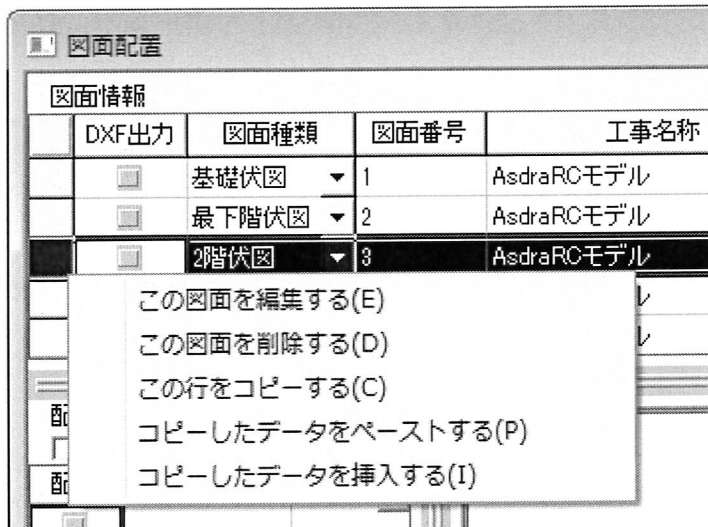 図面配置
図面情報
DXF出力 図面種類 図面番号 工事名称
基礎伏図 1 AsdraRCモデル
最下階伏図 2 AsdraRCモデル
2階伏図 3 AsdraRCモデル
この図面を編集する(E)
この図面を削除する(D)
この行をコピーする(C)
コピーしたデータをペーストする(P)
コピーしたデータを挿入する(I)
ル
ル
配
配